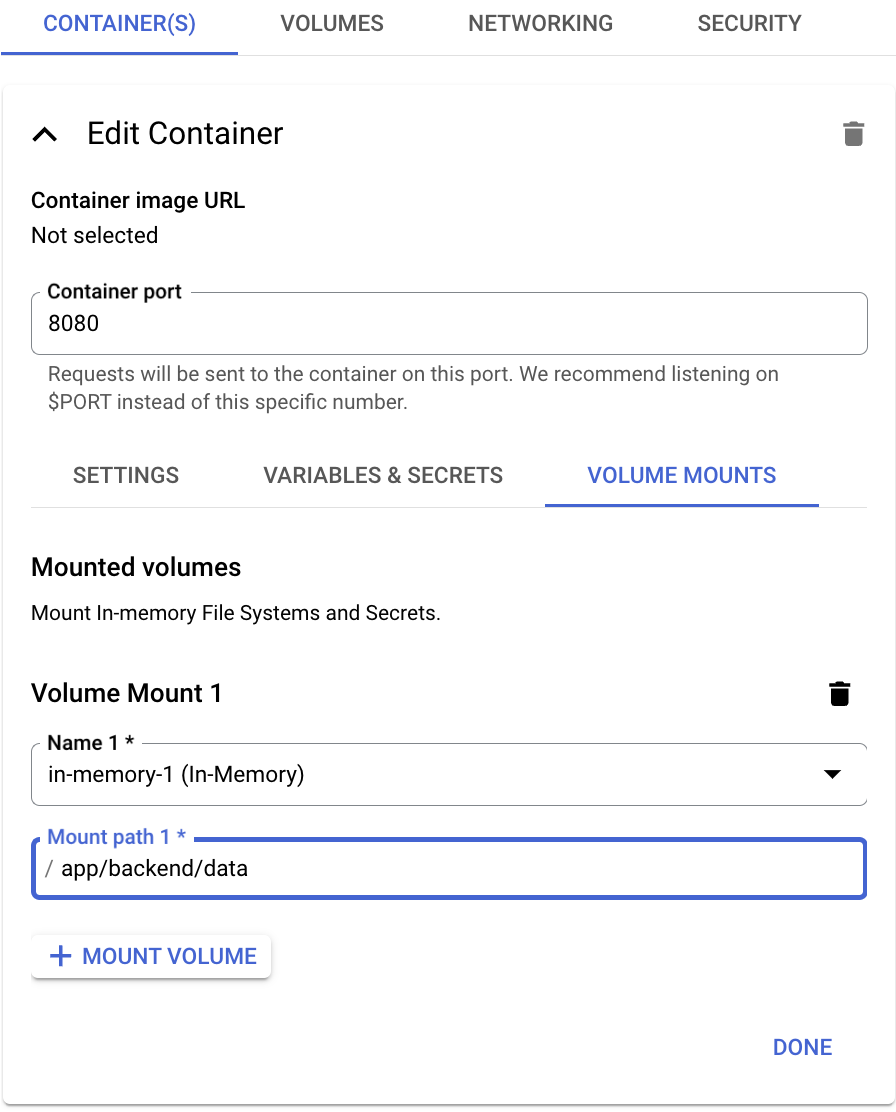 CONTAINER(S) VOLUMES NETWORKING SECURITY
Edit Container
Container image URL
Not selected
Container port
8080
Requests will be sent to the container on this port. We recommend listening on
$PORT instead of this specific number.
SETTINGS VARIABLES & SECRETS VOLUME MOUNTS
Mounted volumes
Mount In-memory File Systems and Secrets.
Volume Mount 1
Name 1 *
in-memory-1 (In-Memory)
Mount path 1 *
/ app/backend/data
+ MOUNT VOLUME
DONE